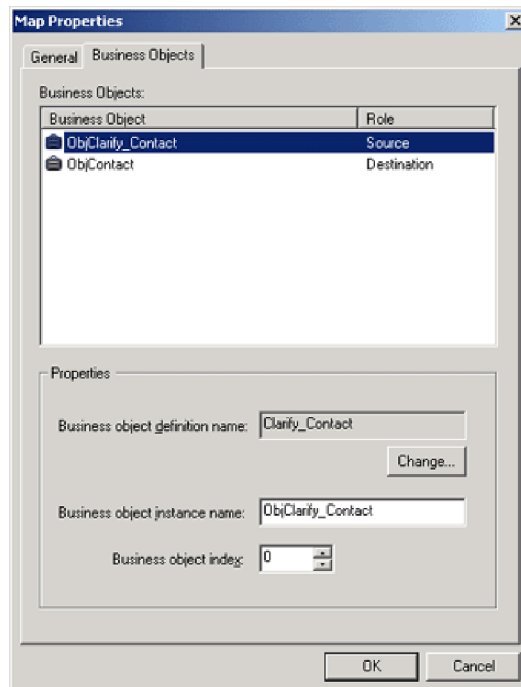 Map Properties
General Business Objects
Business Objects:
Business Object Role
ObjClarify_Contact Source
ObjContact Destination
Properties
Business object definition name: Clarify_Contact
Change...
Business object instance name: ObjClarify_Contact
Business object index: 0
OK Cancel